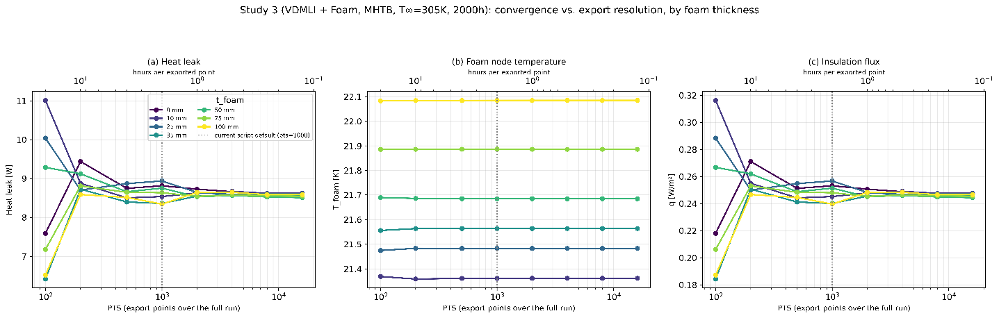 Study 3 (VDMLI + Foam, MHTB, T∞=305K, 2000h): convergence vs. export resolution, by foam thickness
(a) Heat leak
hours per exported point
10¹ 10⁰ 10⁻¹
Heat leak [W]
11
10
9
8
7
t_foam
0 mm
10 mm
25 mm
35 mm
50 mm
75 mm
100 mm
current script default (pts=1000)
10² 10³ 10⁴
PTS (export points over the full run)
(b) Foam node temperature
hours per exported point
10¹ 10⁰ 10⁻¹
T_foam [K]
22.1
22.0
21.9
21.8
21.7
21.6
21.5
21.4
10² 10³ 10⁴
PTS (export points over the full run)
(c) Insulation flux
hours per exported point
10¹ 10⁰ 10⁻¹
q [W/m²]
0.32
0.30
0.28
0.26
0.24
0.22
0.20
0.18
10² 10³ 10⁴
PTS (export points over the full run)